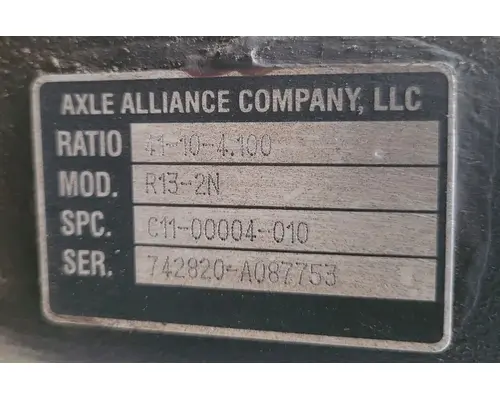 AXLE ALLIANCE COMPANY, LLC
RATIO 41-10-4.100
MOD. R13-2N
SPC. C11-00004-010
SER. 742820-A087753